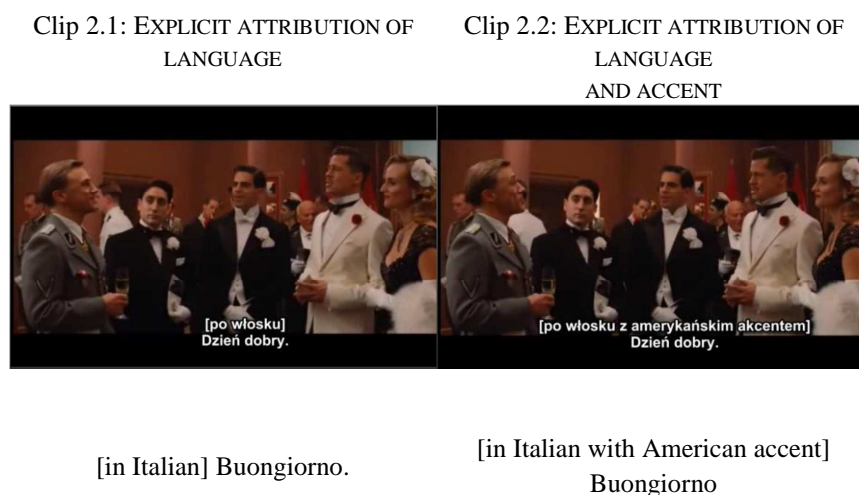 Clip 2.1: EXPLICIT ATTRIBUTION OF
LANGUAGE
Clip 2.2: EXPLICIT ATTRIBUTION OF
LANGUAGE
AND ACCENT
[po włosku]
Dzień dobry.
[po włosku z amerykańskim akcentem]
Dzień dobry.
[in Italian] Buongiorno.
[in Italian with American accent]
Buongiorno